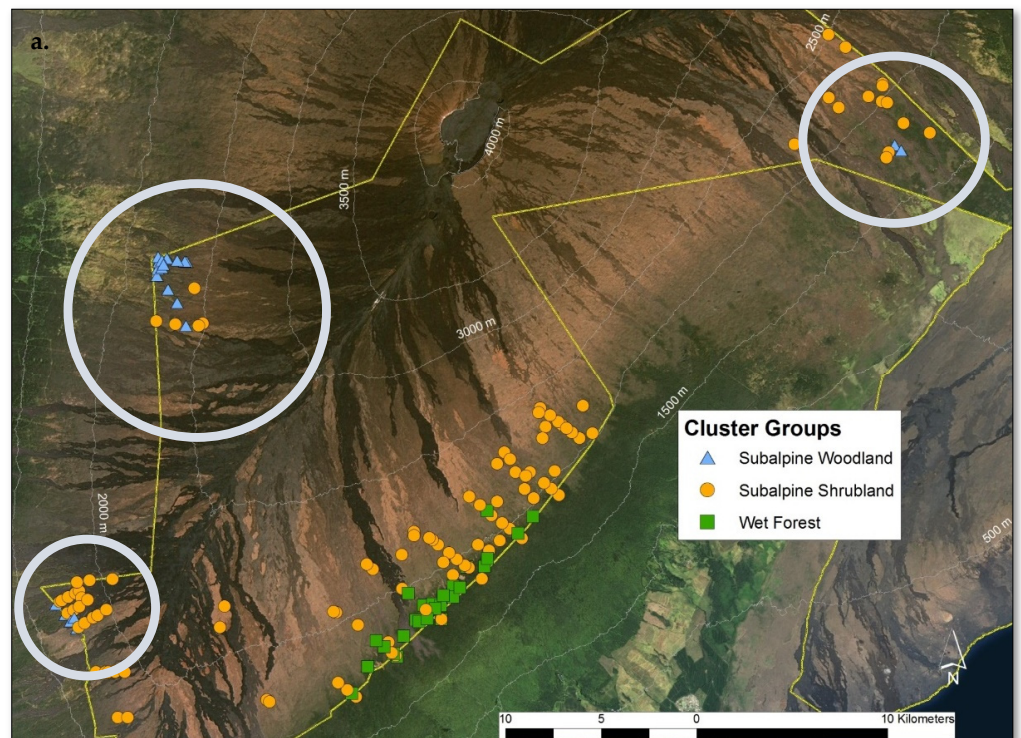 a.
2500 m
4000 m
3500 m
3000 m
1500 m
Cluster Groups
Subalpine Woodland
Subalpine Shrubland
Wet Forest
2000 m
500 m
N
10 5 0 10 Kilometers